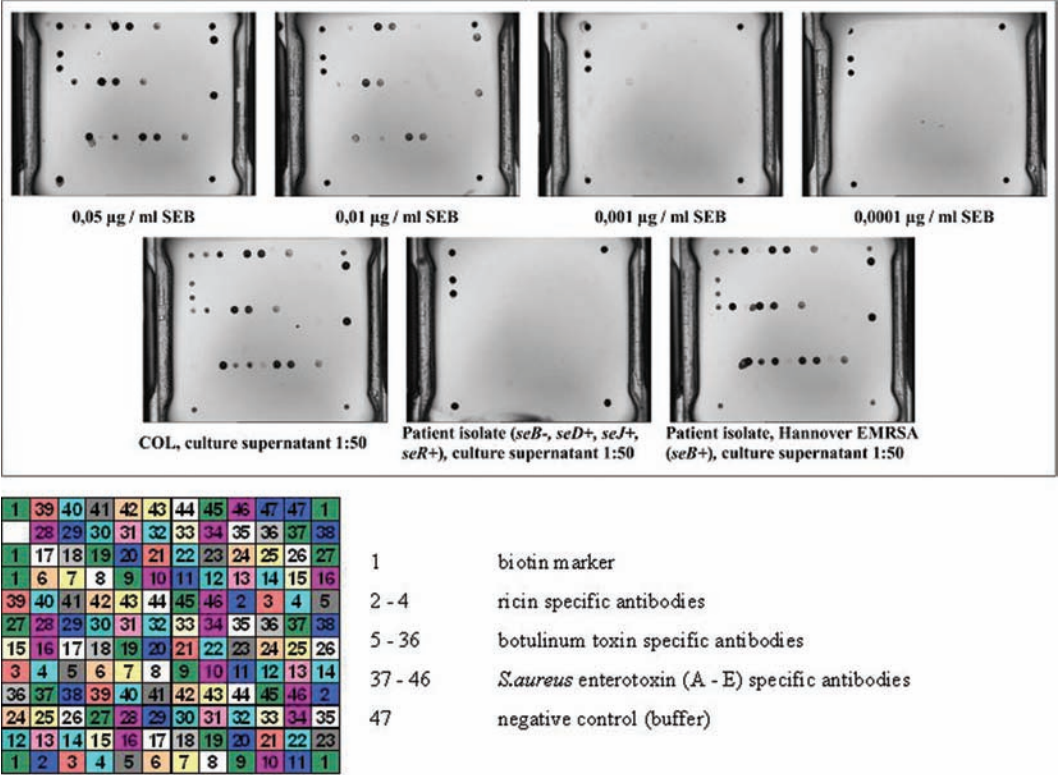 0,05 µg / ml SEB
0,01 µg / ml SEB
0,001 µg / ml SEB
0,0001 µg / ml SEB
COL, culture supernatant 1:50
Patient isolate (seB-, seD+, seJ+,
seR+), culture supernatant 1:50
Patient isolate, Hannover EMRSA
(seB+), culture supernatant 1:50
1 39 40 41 42 43 44 45 46 47 47 1
28 29 30 31 32 33 34 35 36 37 38
1 17 18 19 20 21 22 23 24 25 26 27
1 6 7 8 9 10 11 12 13 14 15 16
39 40 41 42 43 44 45 46 2 3 4 5
27 28 29 30 31 32 33 34 35 36 37 38
15 16 17 18 19 20 21 22 23 24 25 26
3 4 5 6 7 8 9 10 11 12 13 14
36 37 38 39 40 41 42 43 44 45 46 2
24 25 26 27 28 29 30 31 32 33 34 35
12 13 14 15 16 17 18 19 20 21 22 23
1 2 3 4 5 6 7 8 9 10 11 1
1 biotin marker
2 - 4 ricin specific antibodies
5 - 36 botulinum toxin specific antibodies
37 - 46 S.aureus enterotoxin (A - E) specific antibodies
47 negative control (buffer)